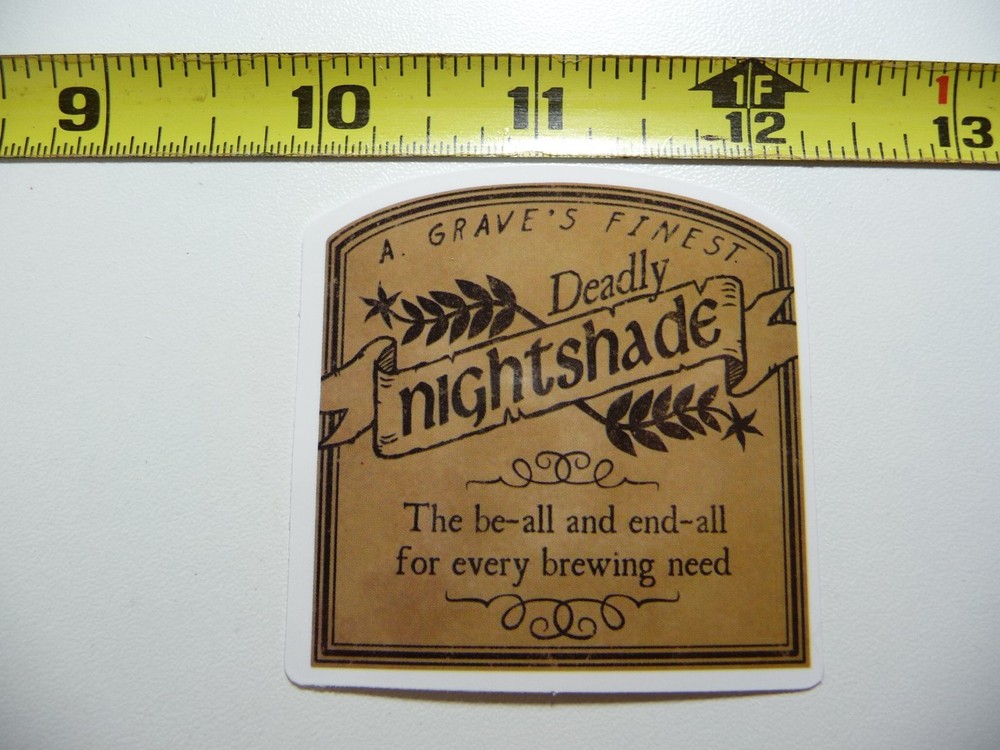 9 10 11 1F 12 1 13
A. GRAVE'S FINEST.
Deadly
nightshade
The be-all and end-all
for every brewing need